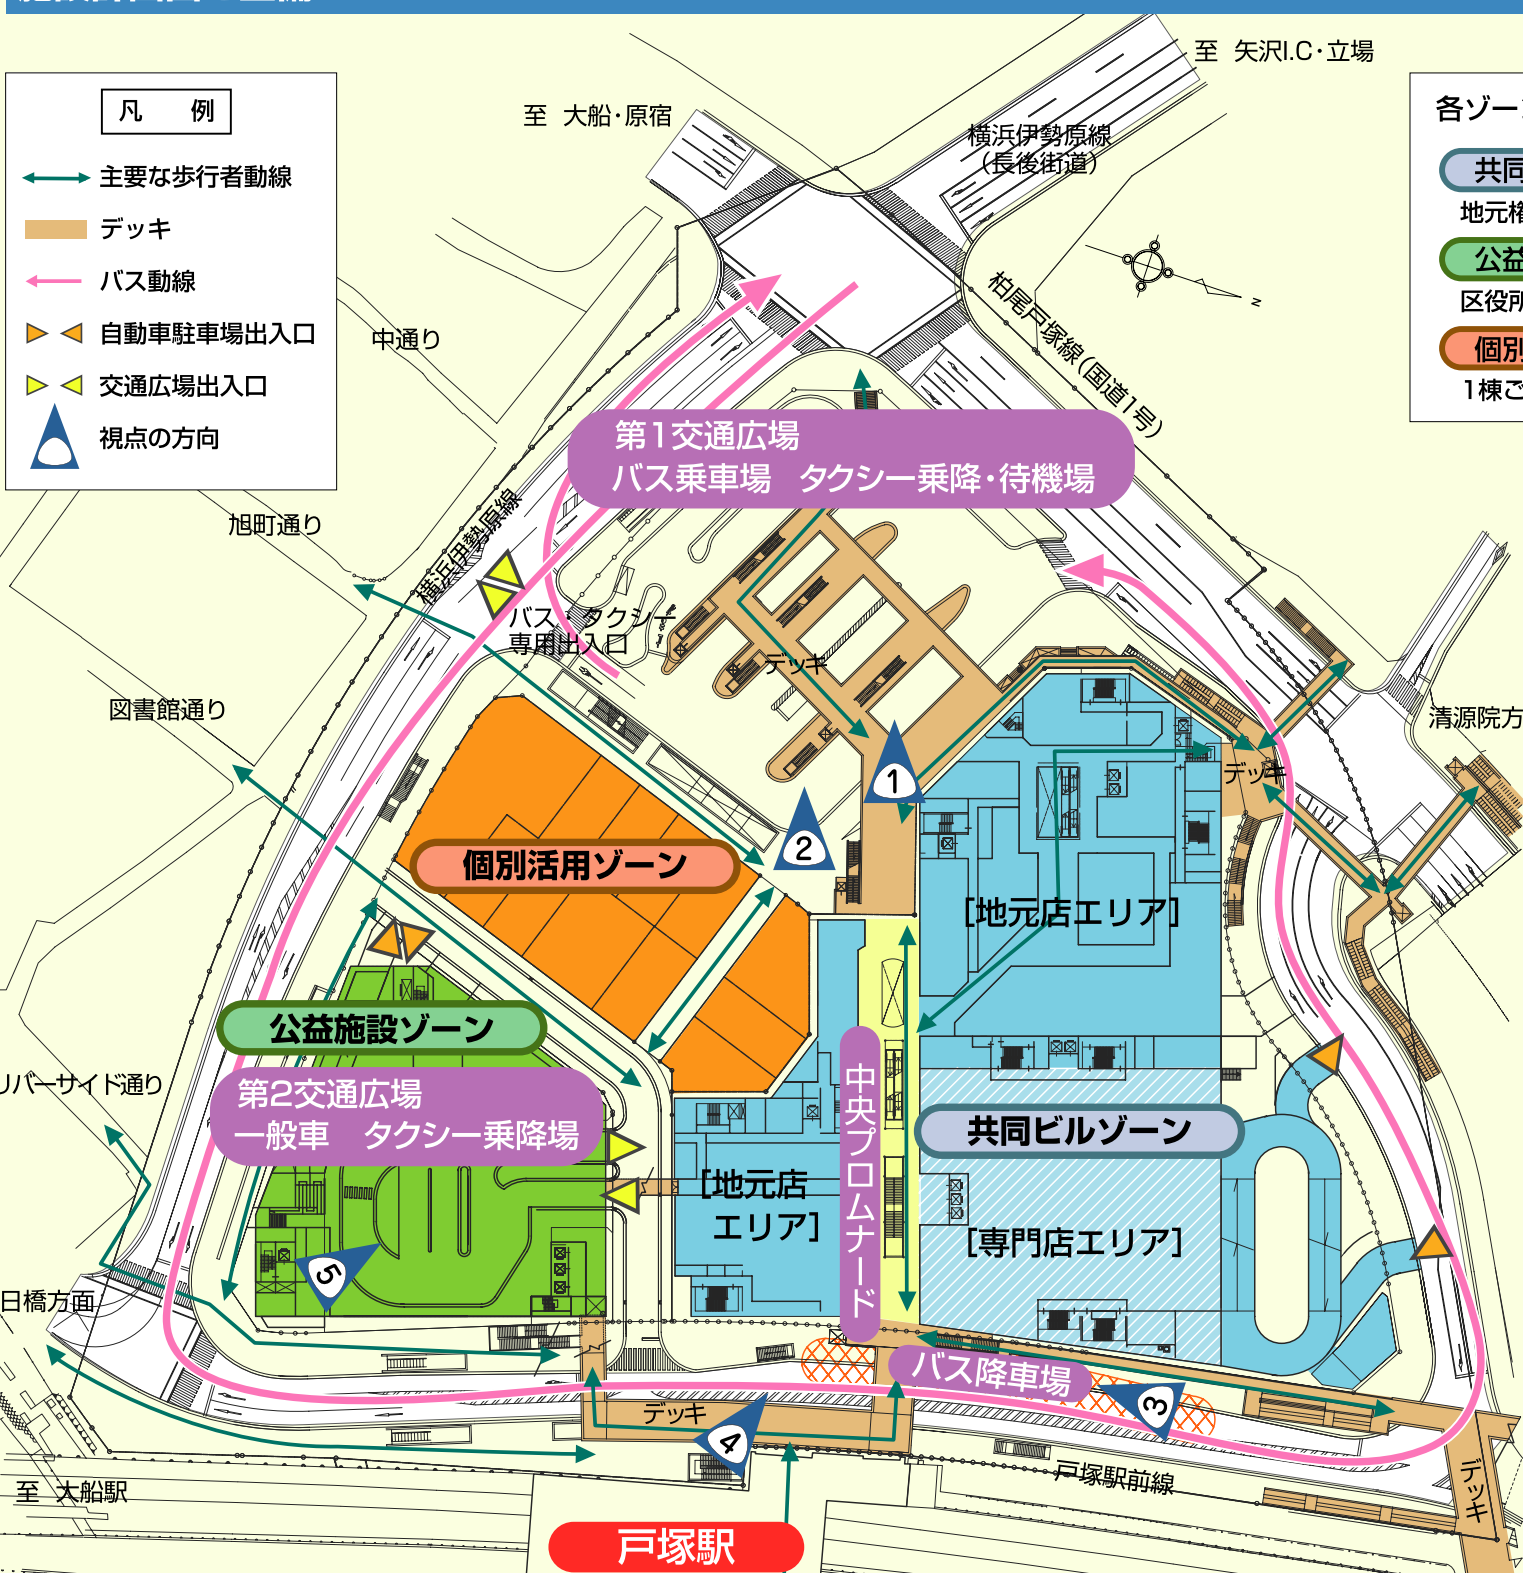 凡 例
主要な歩行者動線
デッキ
バス動線
自動車駐車場出入口
交通広場出入口
視点の方向
至 矢沢I.C・立場
至 大船・原宿
横浜伊勢原線
（長後街道）
各ゾー
共同
地元権
公益
区役所
個別
1棟ご
柏尾戸塚線（国道1号）
N
中通り
旭町通り
横浜伊勢原線
図書館通り
リバーサイド通り
日橋方面
清源院方
第1交通広場
バス乗車場 タクシー乗降・待機場
バス・タクシー
専用出入口
デッキ
デッキ
1
2
個別活用ゾーン
[地元店エリア]
公益施設ゾーン
第2交通広場
一般車 タクシー乗降場
中央プロムナード
共同ビルゾーン
[地元店
エリア]
[専門店エリア]
5
バス降車場
3
デッキ
4
戸塚駅前線
デッキ
至 大船駅
戸塚駅